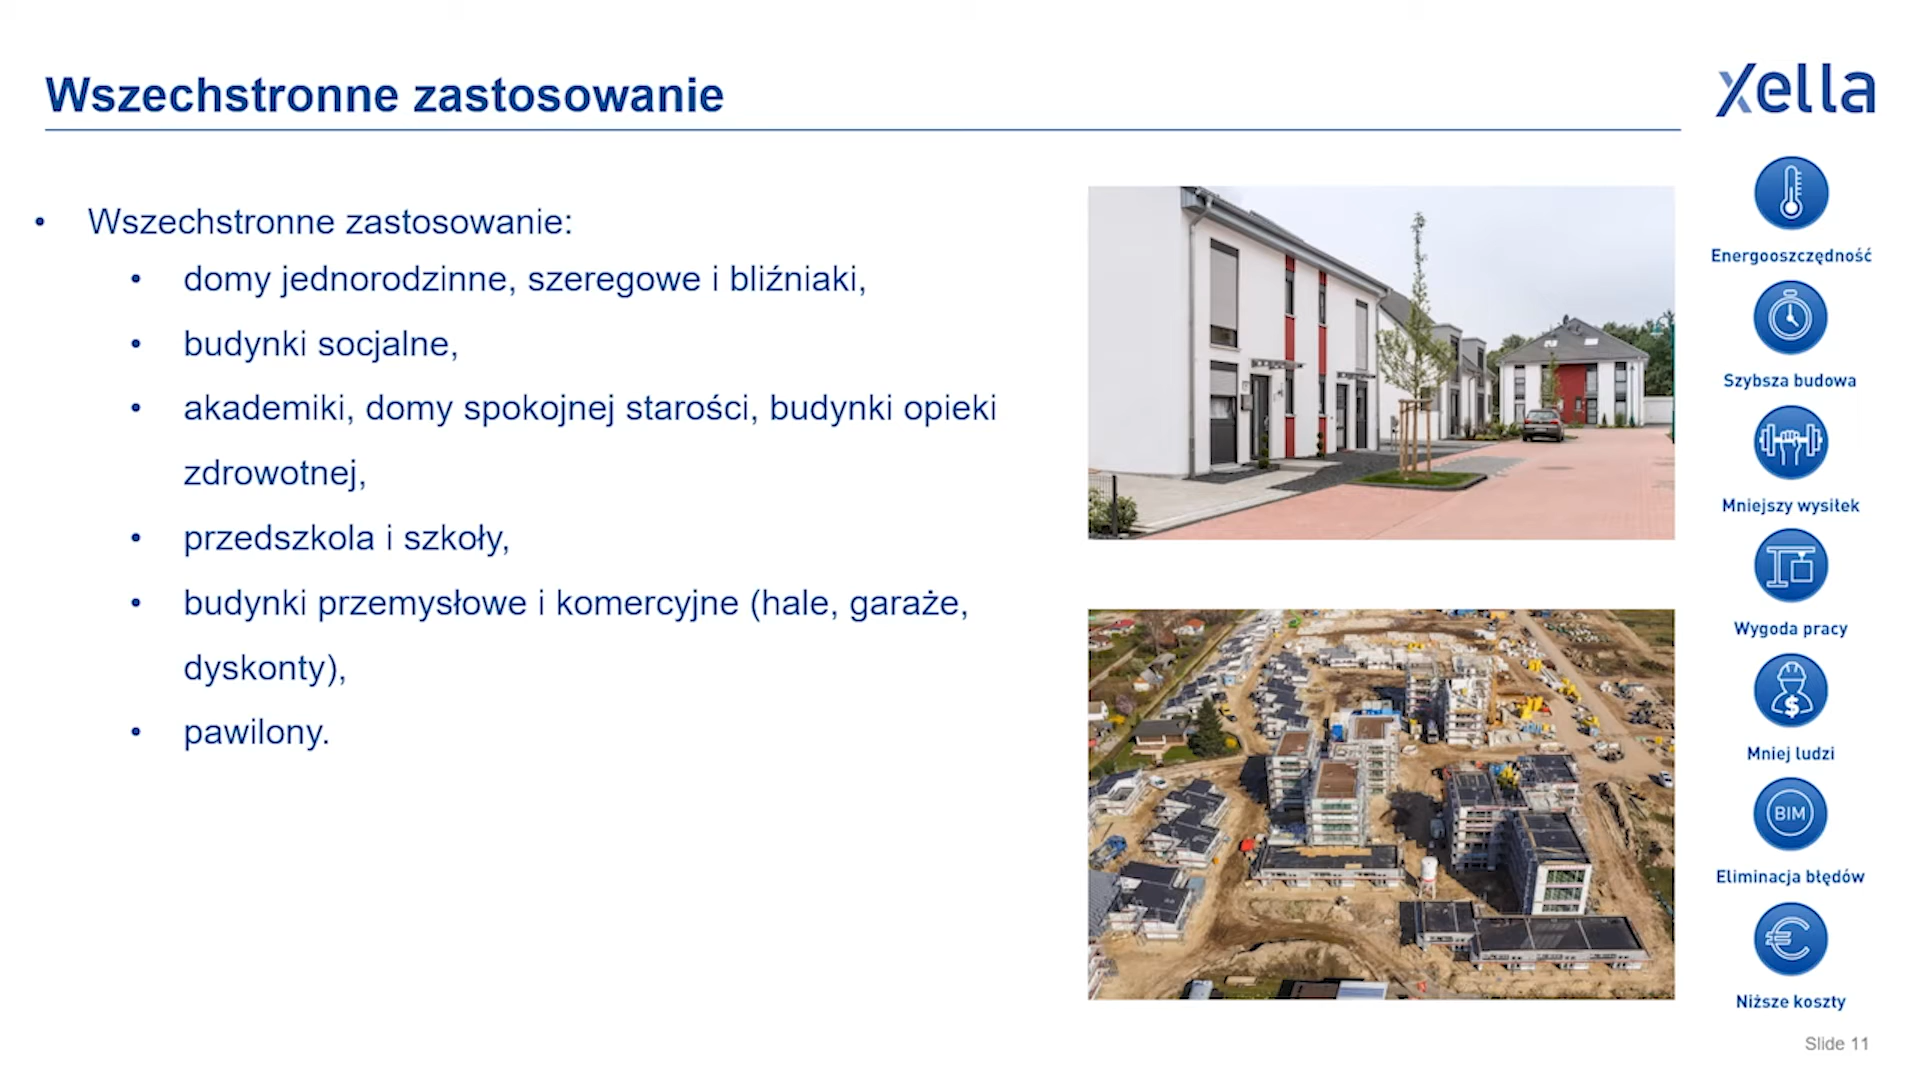 Wszechstronne zastosowanie
xella
• Wszechstronne zastosowanie:
• domy jednorodzinne, szeregowe i bliźniaki,
• budynki socjalne,
• akademiki, domy spokojnej starości, budynki opieki
zdrowotnej,
• przedszkola i szkoły,
• budynki przemysłowe i komercyjne (hale, garaże,
dyskonty),
• pawilony.
Energooszczędność
Szybsza budowa
Mniejszy wysiłek
Wygoda pracy
$
Mniej ludzi
BIM
Eliminacja błędów
€
Niższe koszty
Slide 11